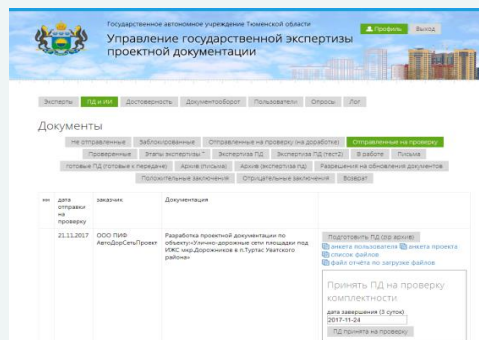 Государственное автономное учреждение Тюменской области
Управление государственной экспертизы
проектной документации
Профиль
Выход
Эксперты
ПД и ИИ
Достоверность
Документооборот
Пользователи
Опросы
Лог
Документы
Не отправленные
Заблокированные
Отправленные на проверку (на доработке)
Отправленные на проверку
Проверенные
Этапы экспертизы
Экспертиза ПД
Экспертиза ПД (тест2)
В работе
Письма
готовые ПД (готовые к передаче)
Архив (письма)
Архив (экспертиза пд)
Разрешения на обновления документов
Положительные заключения
Отрицательные заключения
Возврат
дата
отправки
на
проверку
заказчик
Документация
21.11.2017
ООО ПИФ
АвтоДорСетьПроект
Разработка проектной документации по
объекту:«Улично-дорожные сети площадки под
ИЖС мкр.Дорожников в п.Туртас Уватского
района»
Подготовить ПД (zip архив)
анкета пользователя
анкета проекта
список файлов
файл отчёта по загрузке файлов
Принять ПД на проверку
комплектности
дата завершения (3 суток)
2017-11-24
ПД принята на проверку